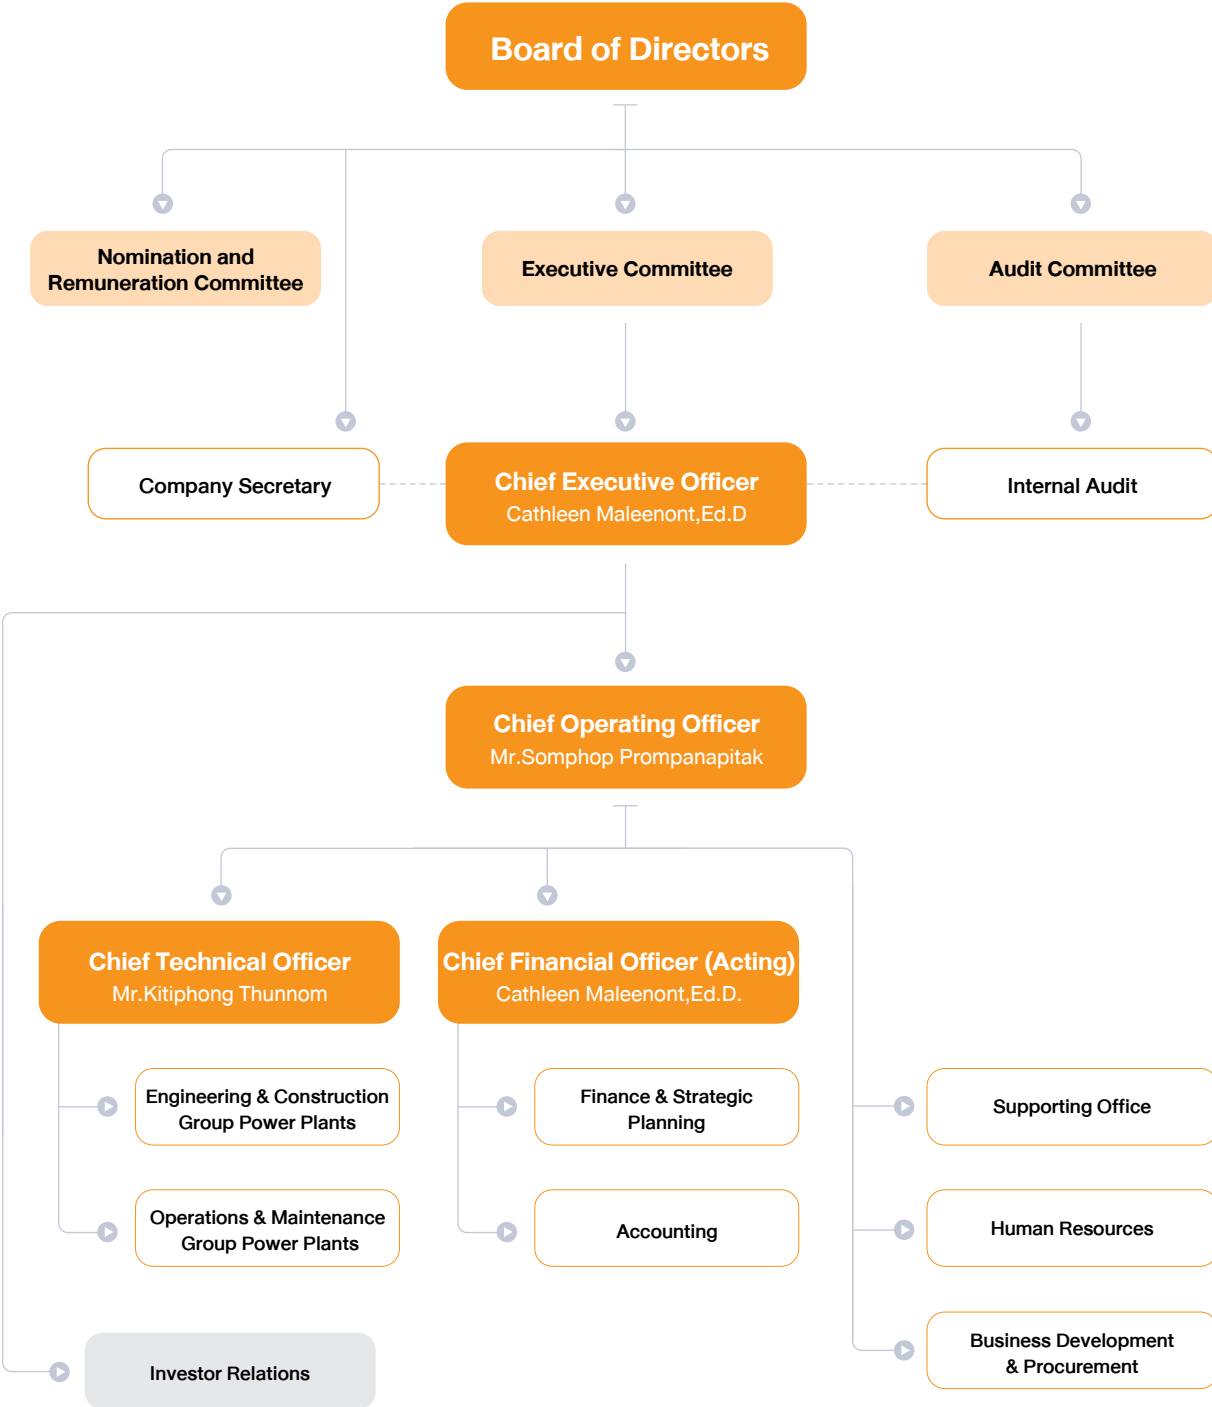 Board of Directors
Nomination and
Remuneration Committee
Executive Committee
Audit Committee
Company Secretary
Chief Executive Officer
Cathleen Maleenont,Ed.D
Internal Audit
Chief Operating Officer
Mr.Somphop Prompanapitak
Chief Technical Officer
Mr.Kitiphong Thunnom
Chief Financial Officer (Acting)
Cathleen Maleenont,Ed.D.
Engineering & Construction
Group Power Plants
Finance & Strategic
Planning
Supporting Office
Operations & Maintenance
Group Power Plants
Accounting
Human Resources
Investor Relations
Business Development
& Procurement